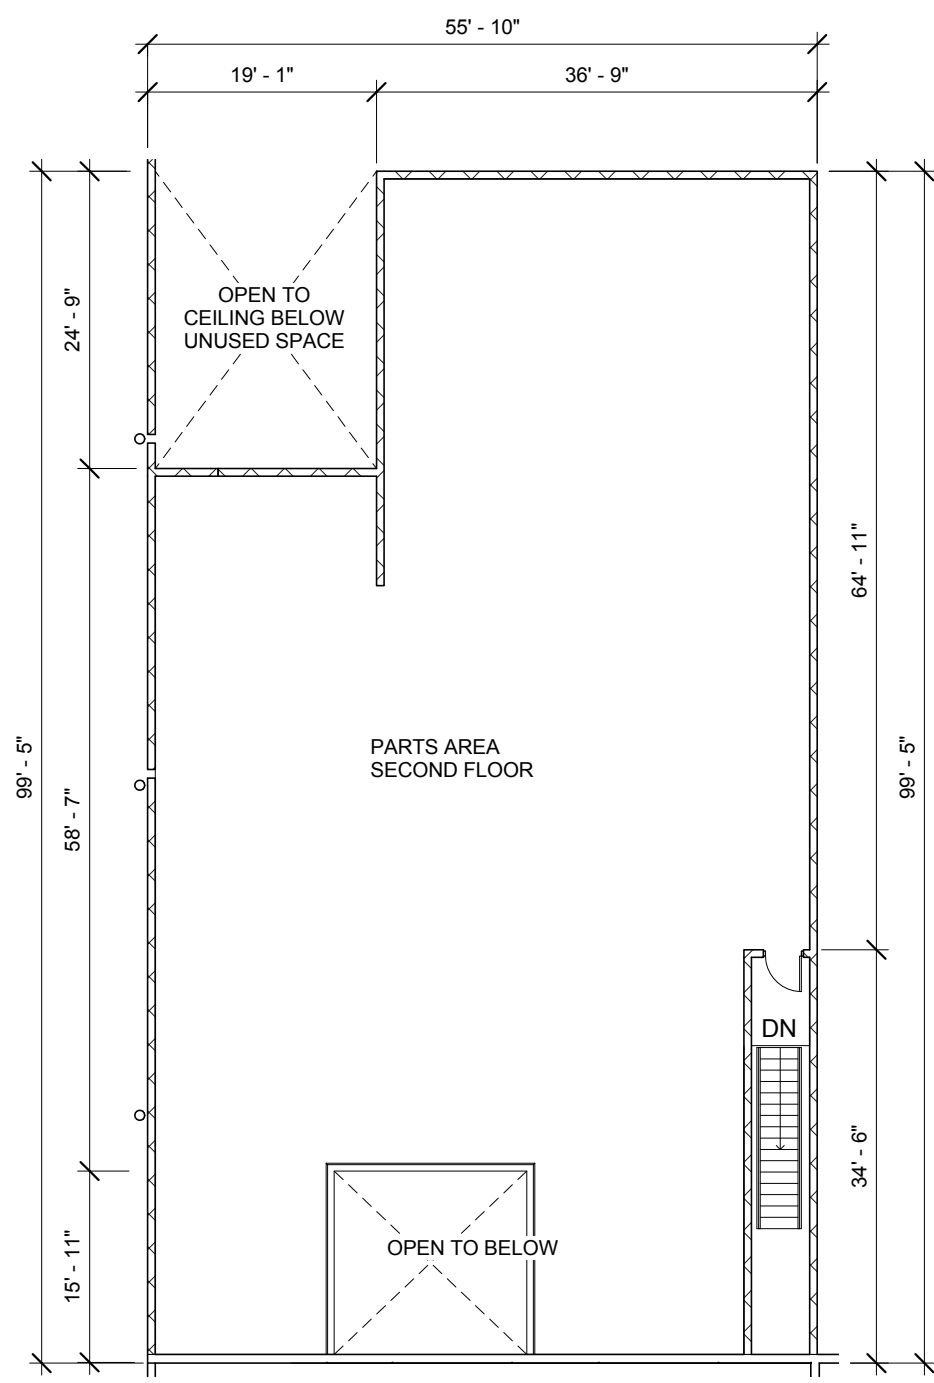 55' - 10"
19' - 1"
36' - 9"
24' - 9"
OPEN TO
CEILING BELOW
UNUSED SPACE
64' - 11"
99' - 5"
58' - 7"
PARTS AREA
SECOND FLOOR
99' - 5"
DN
34' - 6"
15' - 11"
OPEN TO BELOW